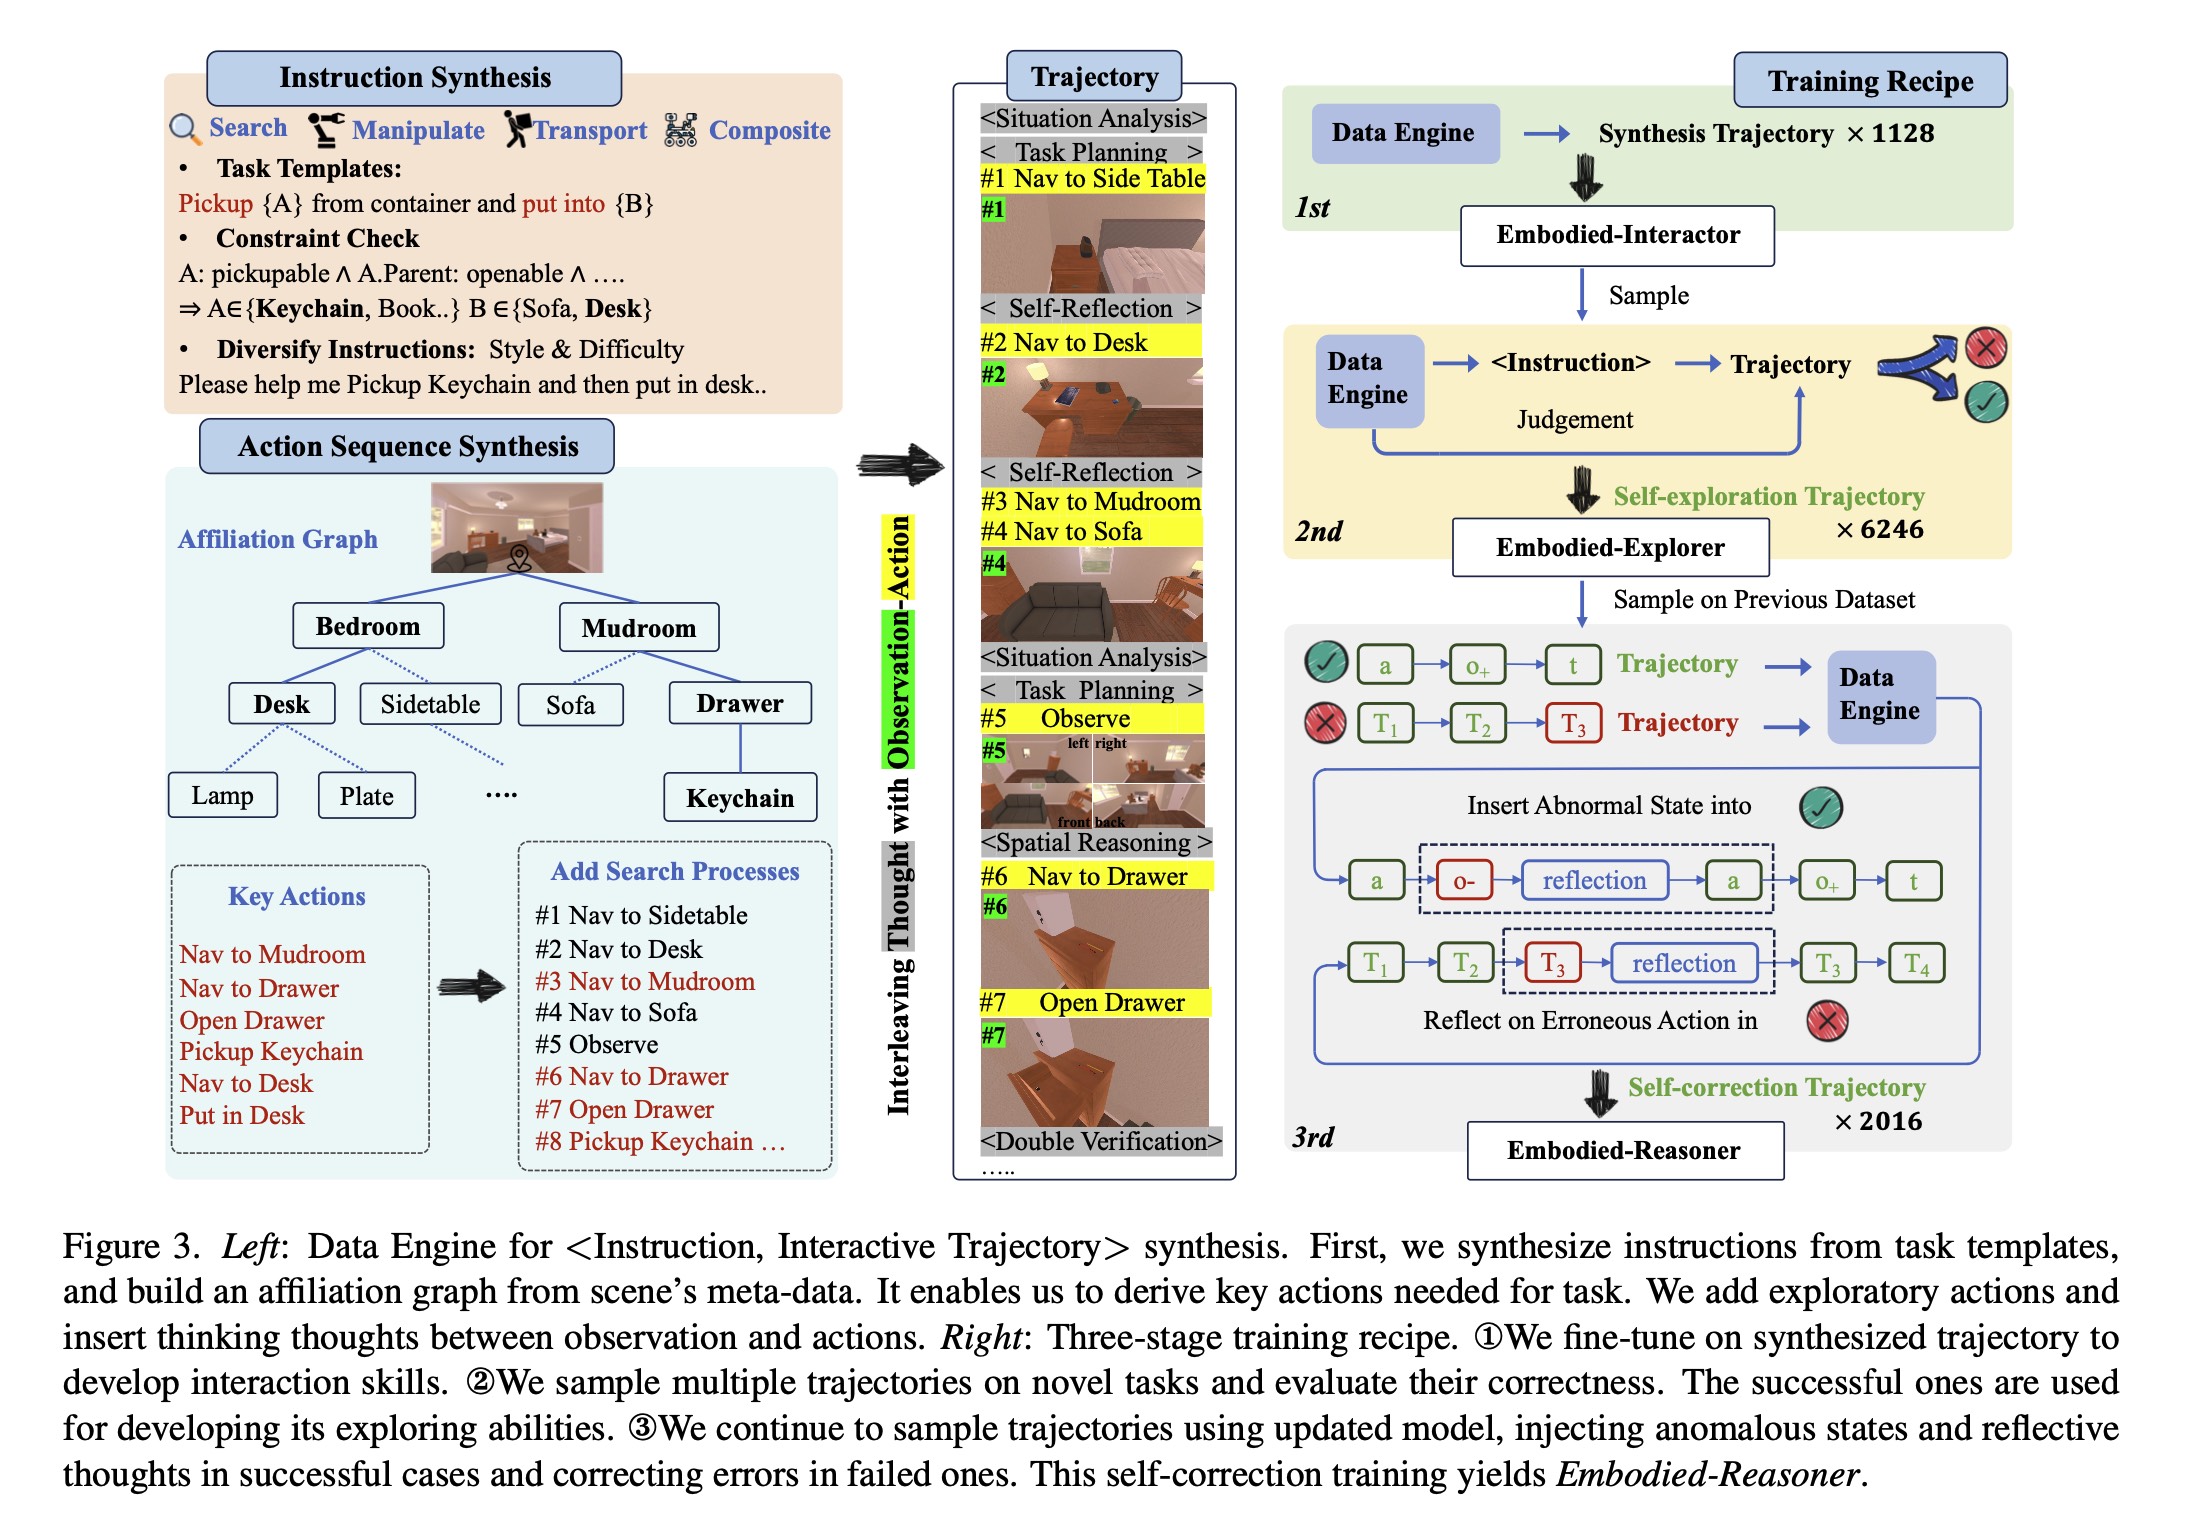 Instruction Synthesis
Search Manipulate Transport Composite
• Task Templates:
Pickup {A} from container and put into {B}
• Constraint Check
A: pickupable ∧ A.Parent: openable ∧ ….
⇒ A∈{Keychain, Book..} B ∈{Sofa, Desk}
• Diversify Instructions: Style & Difficulty
Please help me Pickup Keychain and then put in desk..
Action Sequence Synthesis
Affiliation Graph
Bedroom
Mudroom
Desk
Sidetable
Sofa
Drawer
Lamp
Plate
….
Keychain
Key Actions
Nav to Mudroom
Nav to Drawer
Open Drawer
Pickup Keychain
Nav to Desk
Put in Desk
Add Search Processes
#1 Nav to Sidetable
#2 Nav to Desk
#3 Nav to Mudroom
#4 Nav to Sofa
#5 Observe
#6 Nav to Drawer
#7 Open Drawer
#8 Pickup Keychain …
Interleaving Thought with Observation-Action
Trajectory
<Situation Analysis>
< Task Planning >
#1 Nav to Side Table
#1
< Self-Reflection >
#2 Nav to Desk
#2
< Self-Reflection >
#3 Nav to Mudroom
#4 Nav to Sofa
#4
<Situation Analysis>
< Task Planning >
#5 Observe
#5
left right
front back
<Spatial Reasoning >
#6 Nav to Drawer
#6
#7 Open Drawer
#7
<Double Verification>
…..
Training Recipe
Data Engine
Synthesis Trajectory × 1128
1st
Embodied-Interactor
Sample
Data
Engine
<Instruction>
Trajectory
Judgement
Self-exploration Trajectory
× 6246
2nd
Embodied-Explorer
Sample on Previous Dataset
a o+ t Trajectory
T1 T2 T3 Trajectory
Data
Engine
Insert Abnormal State into
a o- reflection a o+ t
T1 T2 T3 reflection T3 T4
Reflect on Erroneous Action in
Self-correction Trajectory
× 2016
3rd
Embodied-Reasoner
Figure 3. Left: Data Engine for <Instruction, Interactive Trajectory> synthesis. First, we synthesize instructions from task templates,
and build an affiliation graph from scene’s meta-data. It enables us to derive key actions needed for task. We add exploratory actions and
insert thinking thoughts between observation and actions. Right: Three-stage training recipe. ①We fine-tune on synthesized trajectory to
develop interaction skills. ②We sample multiple trajectories on novel tasks and evaluate their correctness. The successful ones are used
for developing its exploring abilities. ③We continue to sample trajectories using updated model, injecting anomalous states and reflective
thoughts in successful cases and correcting errors in failed ones. This self-correction training yields Embodied-Reasoner.